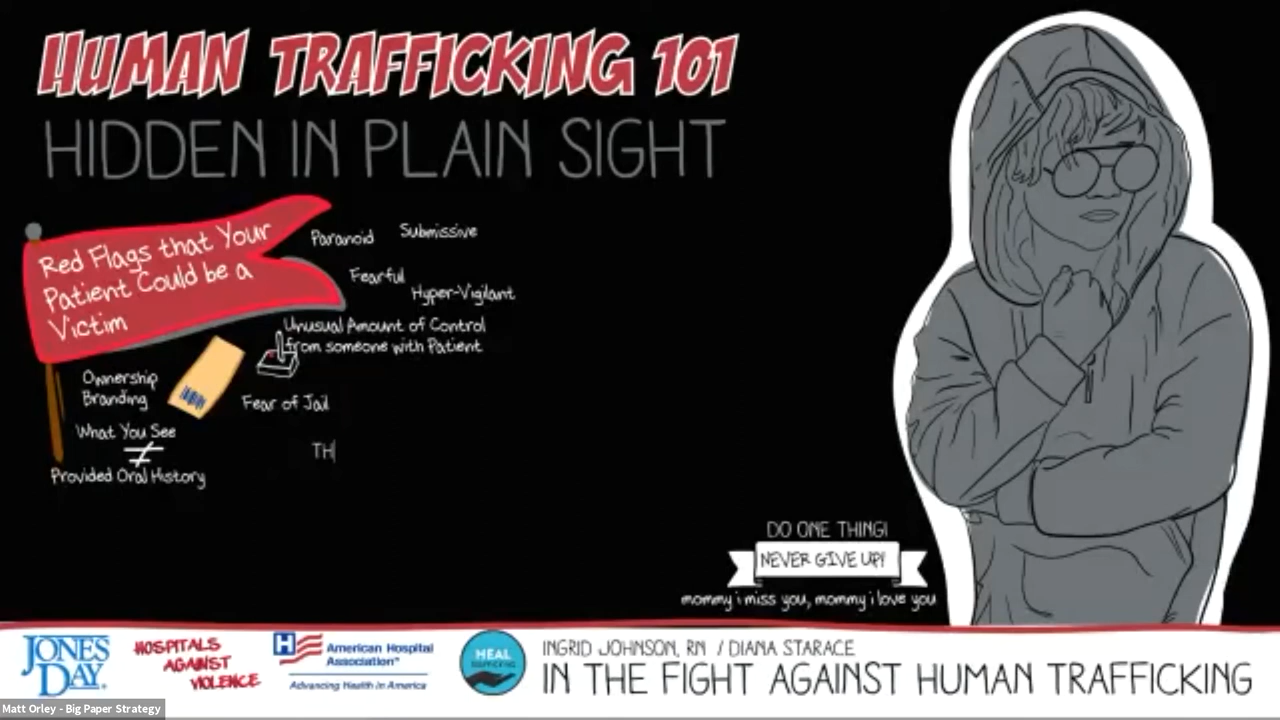 HUMAN TRAFFICKING 101
HIDDEN IN PLAIN SIGHT
Red Flags that Your
Patient Could be a
Victim
Paranoid
Submissive
Fearful
Hyper-Vigilant
Unusual Amount of Control
from someone with Patient
Ownership
Branding
Fear of Jail
What You See
≠
Provided Oral History
TH
DO ONE THING!
NEVER GIVE UP!
mommy i miss you, mommy i love you
JONES
DAY®
HOSPITALS
AGAINST
VIOLENCE
H
American Hospital
Association™
Advancing Health in America
HEAL
TRAFFICKING
INGRID JOHNSON, RN / DIANA STARACE
IN THE FIGHT AGAINST HUMAN TRAFFICKING
Matt Orley - Big Paper Strategy